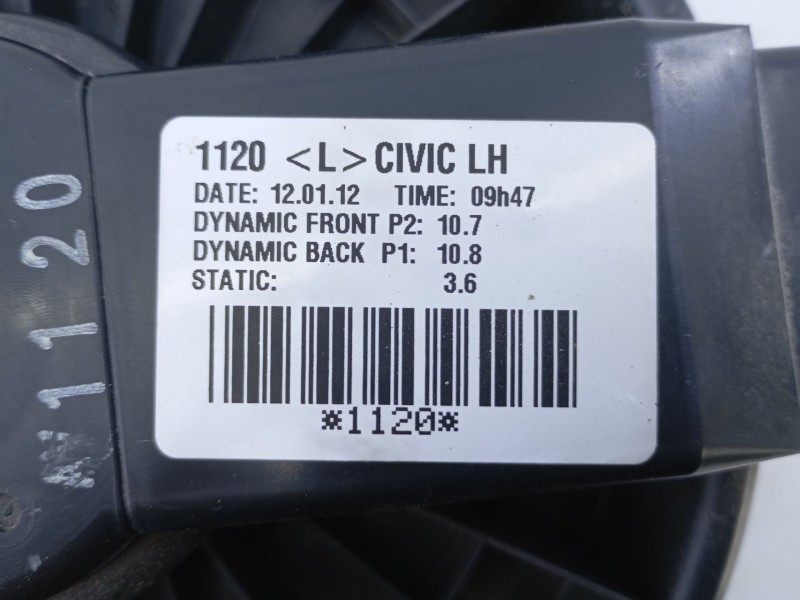 1120 <L> CIVIC LH
DATE: 12.01.12 TIME: 09h47
DYNAMIC FRONT P2: 10.7
DYNAMIC BACK P1: 10.8
STATIC: 3.6
*1120*
1120